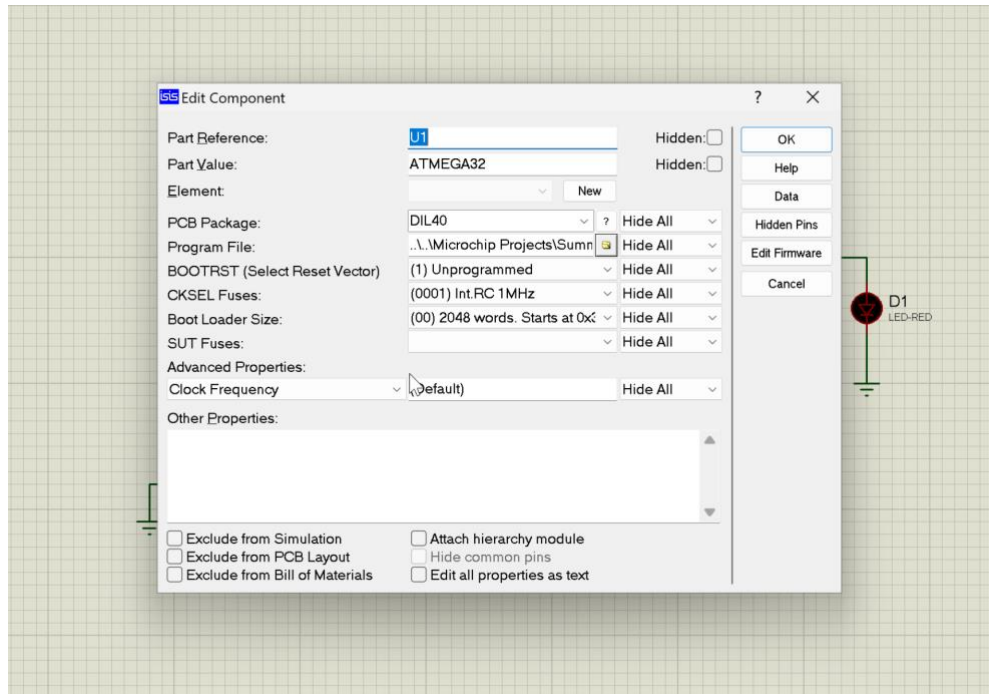 isis Edit Component ? ×
Part Reference: U1 Hidden:
Part Value: ATMEGA32 Hidden:
Element: New
PCB Package: DIL40 ? Hide All
Program File: ..\..\Microchip Projects\Sumn Hide All
BOOTRST (Select Reset Vector) (1) Unprogrammed Hide All
CKSEL Fuses: (0001) Int.RC 1MHz Hide All
Boot Loader Size: (00) 2048 words. Starts at 0x Hide All
SUT Fuses: Hide All
Advanced Properties:
Clock Frequency Default) Hide All
Other Properties:
Exclude from Simulation Attach hierarchy module
Exclude from PCB Layout Hide common pins
Exclude from Bill of Materials Edit all properties as text
OK
Help
Data
Hidden Pins
Edit Firmware
Cancel
D1
LED-RED